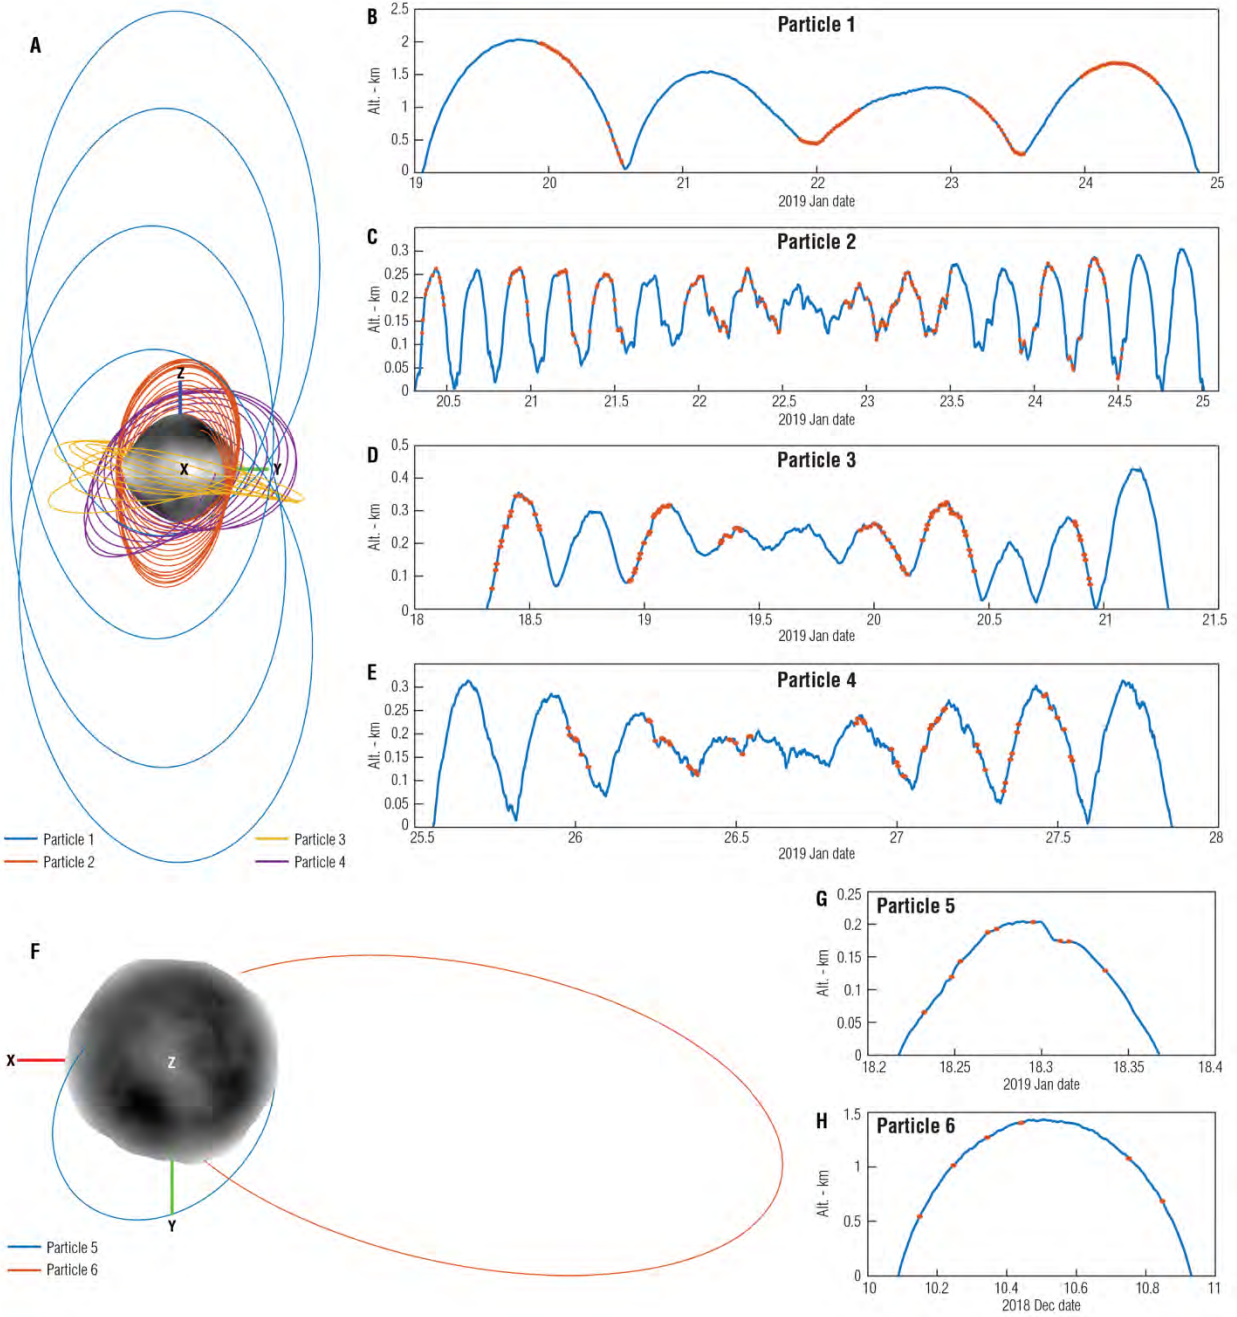 A
Z
X
Y
Particle 1
Particle 2
Particle 3
Particle 4
B
Particle 1
2.5
2
1.5
1
0.5
0
Alt. - km
19 20 21 22 23 24 25
2019 Jan date
C
Particle 2
0.3
0.25
0.2
0.15
0.1
0.05
0
Alt. - km
20.5 21 21.5 22 22.5 23 23.5 24 24.5 25
2019 Jan date
D
Particle 3
0.5
0.4
0.3
0.2
0.1
0
Alt. - km
18 18.5 19 19.5 20 20.5 21 21.5
2019 Jan date
E
Particle 4
0.3
0.25
0.2
0.15
0.1
0.05
0
Alt. - km
25.5 26 26.5 27 27.5 28
2019 Jan date
F
X
Z
Y
Particle 5
Particle 6
G
Particle 5
0.25
0.2
0.15
0.1
0.05
0
Alt. - km
18.2 18.25 18.3 18.35 18.4
2019 Jan date
H
Particle 6
1.5
1
0.5
0
Alt. - km
10 10.2 10.4 10.6 10.8 11
2018 Dec date